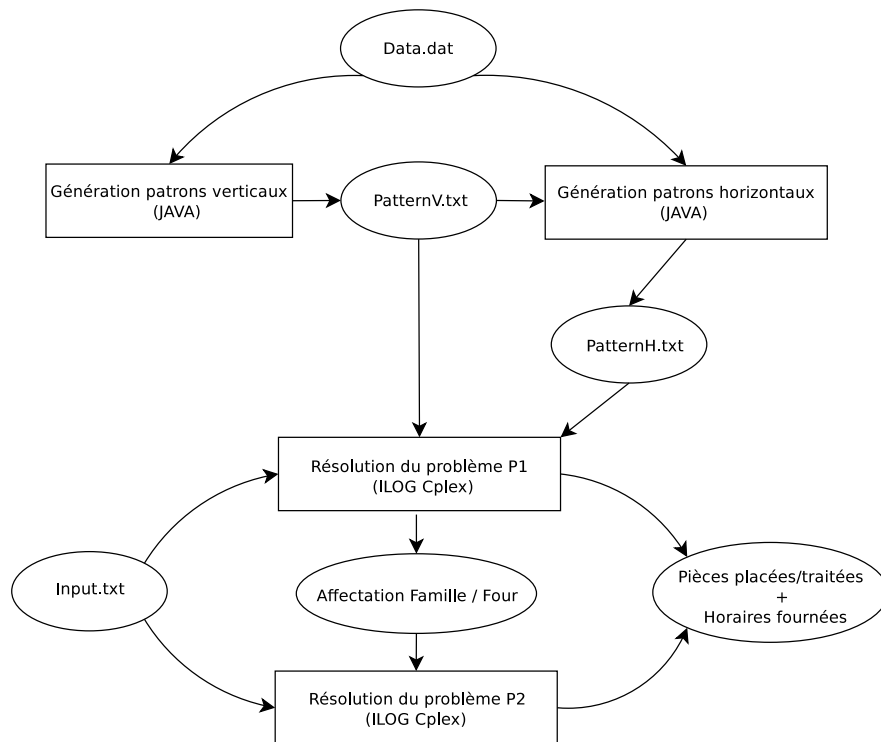 Data.dat
Génération patrons verticaux
(JAVA)
PatternV.txt
Génération patrons horizontaux
(JAVA)
PatternH.txt
Résolution du problème P1
(ILOG Cplex)
Input.txt
Affectation Famille / Four
Pièces placées/traitées
+
Horaires fournées
Résolution du problème P2
(ILOG Cplex)